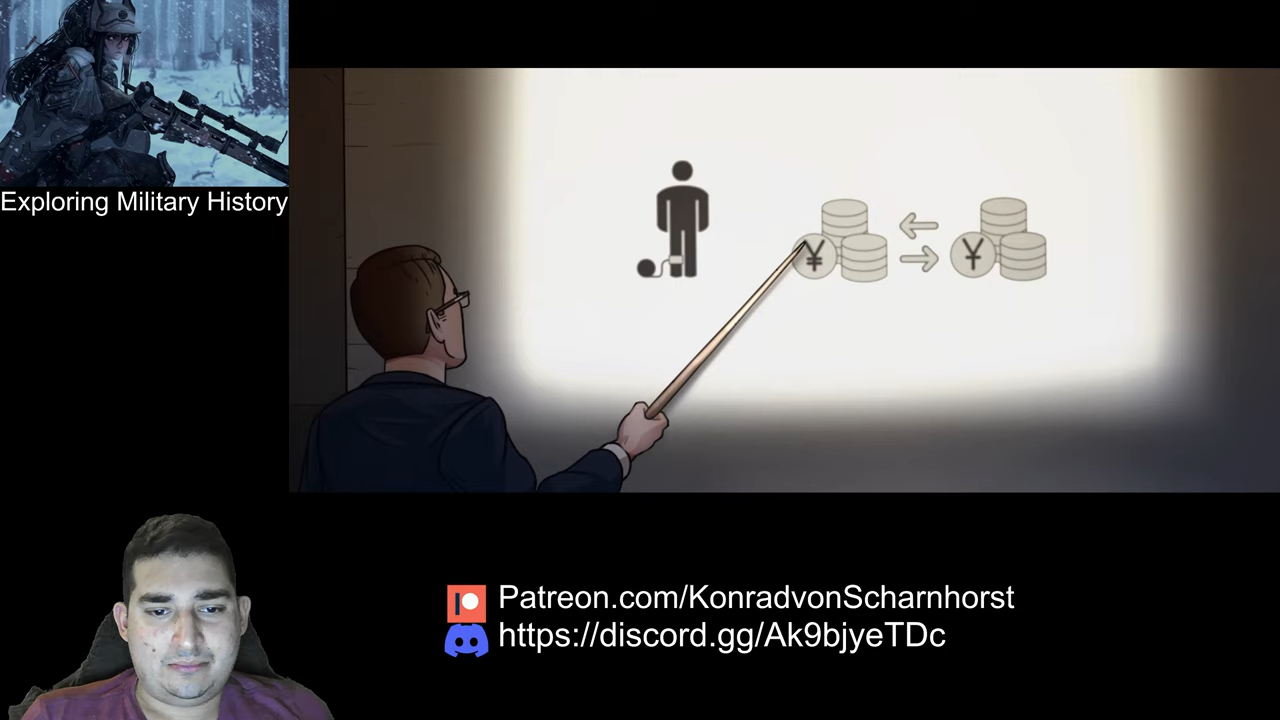 Exploring Military History
¥
¥
Patreon.com/KonradvonScharnhorst
https://discord.gg/Ak9bjyeTDc